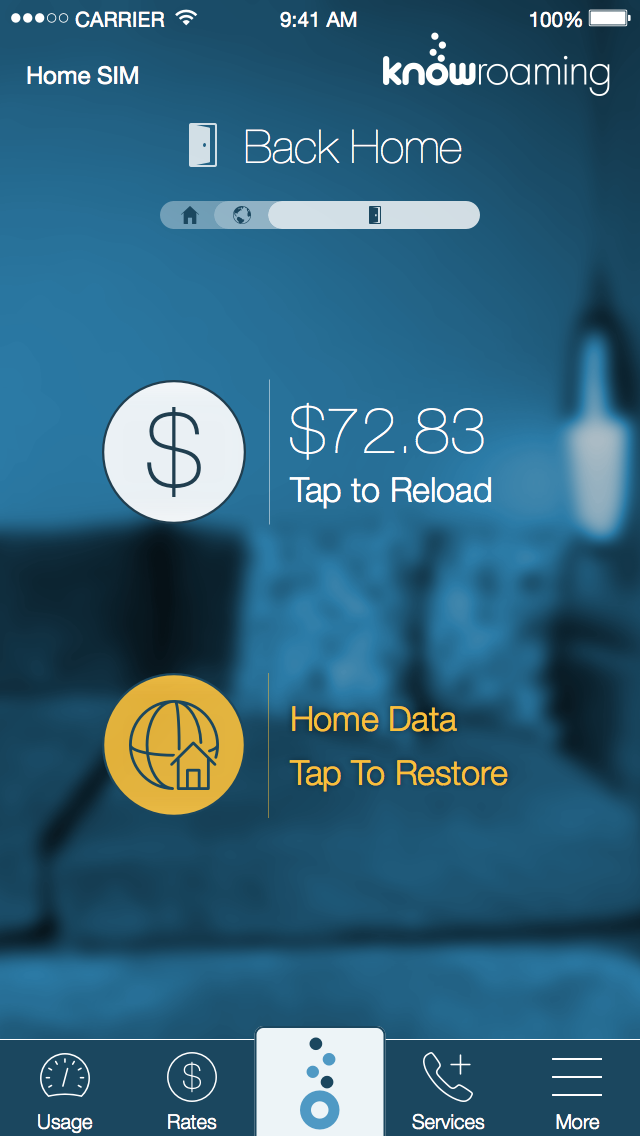 CARRIER 9:41 AM 100%
Home SIM
knowroaming
Back Home
$
$72.83
Tap to Reload
Home Data
Tap To Restore
$
Usage Rates Services More